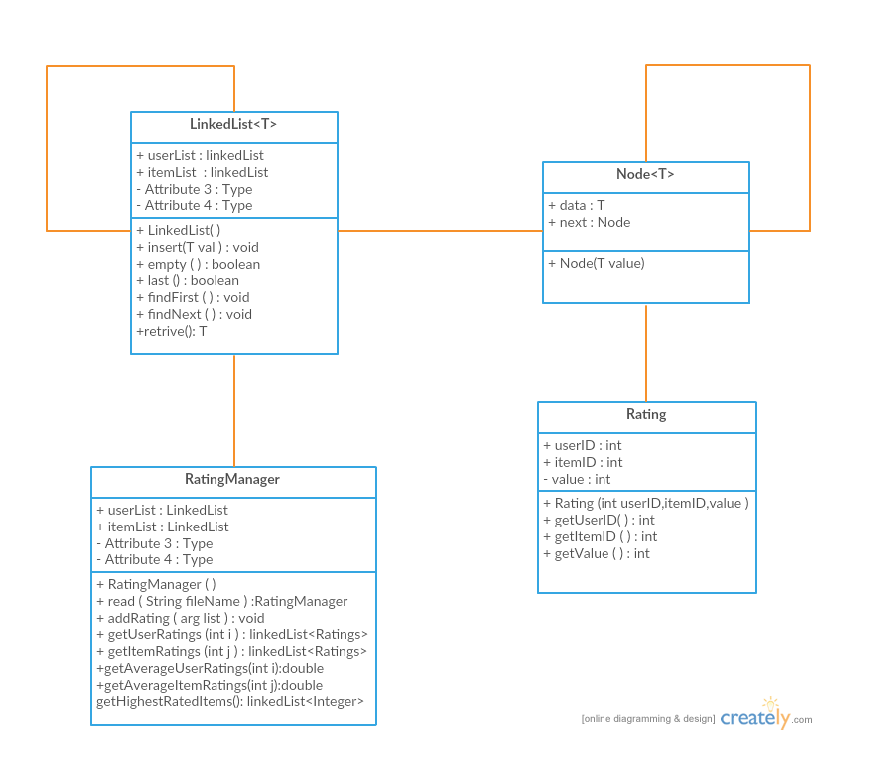 LinkedList<T>
+ userList : linkedList
+ itemList : linkedList
- Attribute 3 : Type
- Attribute 4 : Type
+ LinkedList()
+ insert(T val) : void
+ empty ( ) : boolean
+ last () : boolean
+ findFirst ( ) : void
+ findNext ( ) : void
+retrive(): T
Node<T>
+ data : T
+ next : Node
+ Node(T value)
Rating
+ userID : int
+ itemID : int
- value : int
+ Rating (int userID,itemID,value )
+ getUserID( ) : int
+ getItemID ( ) : int
+ getValue ( ) : int
RatingManager
+ userList : LinkedList
+ itemList : LinkedList
- Attribute 3 : Type
- Attribute 4 : Type
+ RatingManager ( )
+ read ( String fileName ) :RatingManager
+ addRating ( arg list ) : void
+ getUserRatings (int i ) : linkedList<Ratings>
+ getItemRatings (int j ) : linkedList<Ratings>
+getAverageUserRatings(int i):double
+getAverageItemRatings(int j):double
getHighestRatedItems(): linkedList<Integer>
[online diagramming & design] creately.com